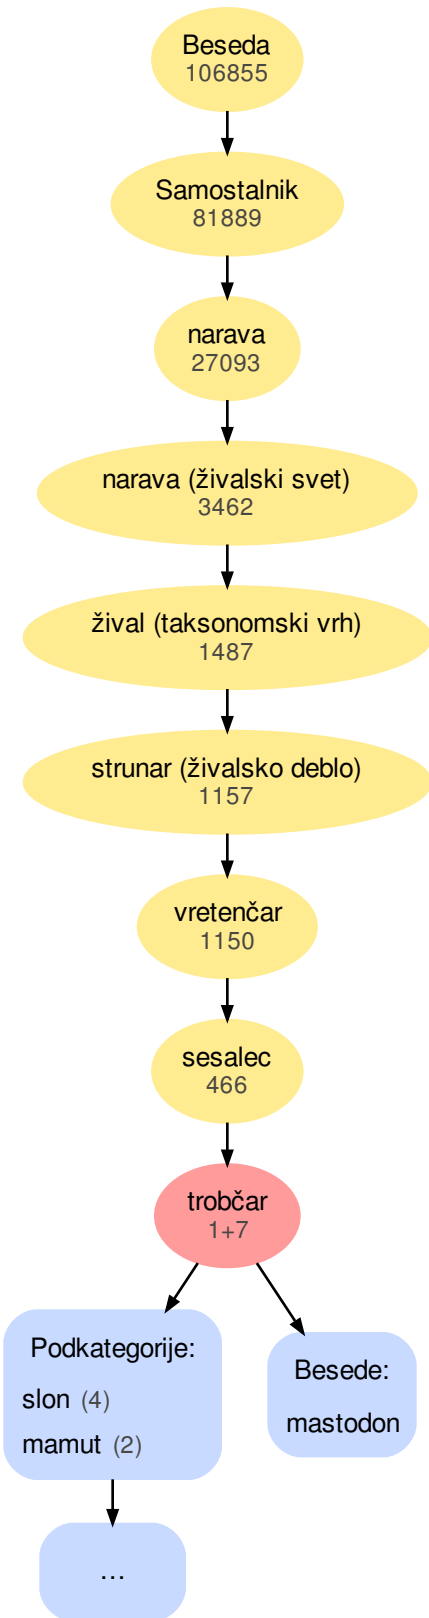 Beseda
106855
Samostalnik
81889
narava
27093
narava (živalski svet)
3462
žival (taksonomski vrh)
1487
strunar (živalsko deblo)
1157
vretenčar
1150
sesalec
466
trobčar
1+7
Podkategorije:
slon (4)
mamut (2)
Besede:
mastodon
...